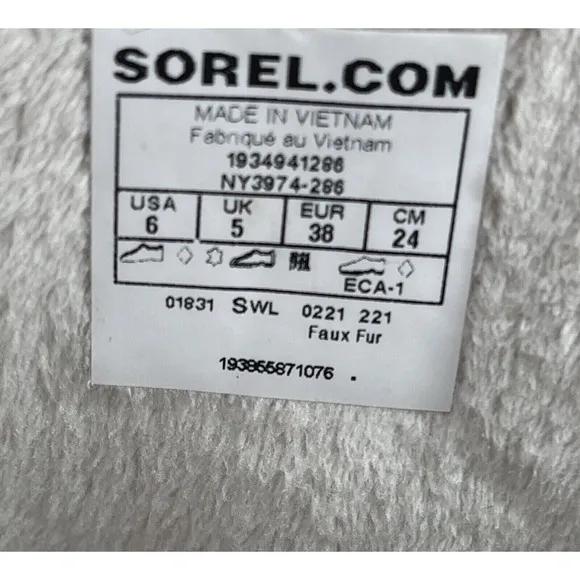 SOREL.COM
MADE IN VIETNAM
Fabriqué au Vietnam
1934941286
NY3974-286
USA UK EUR CM
6 5 38 24
ECA-1
01831 SWL 0221 221
Faux Fur
193855871076 .